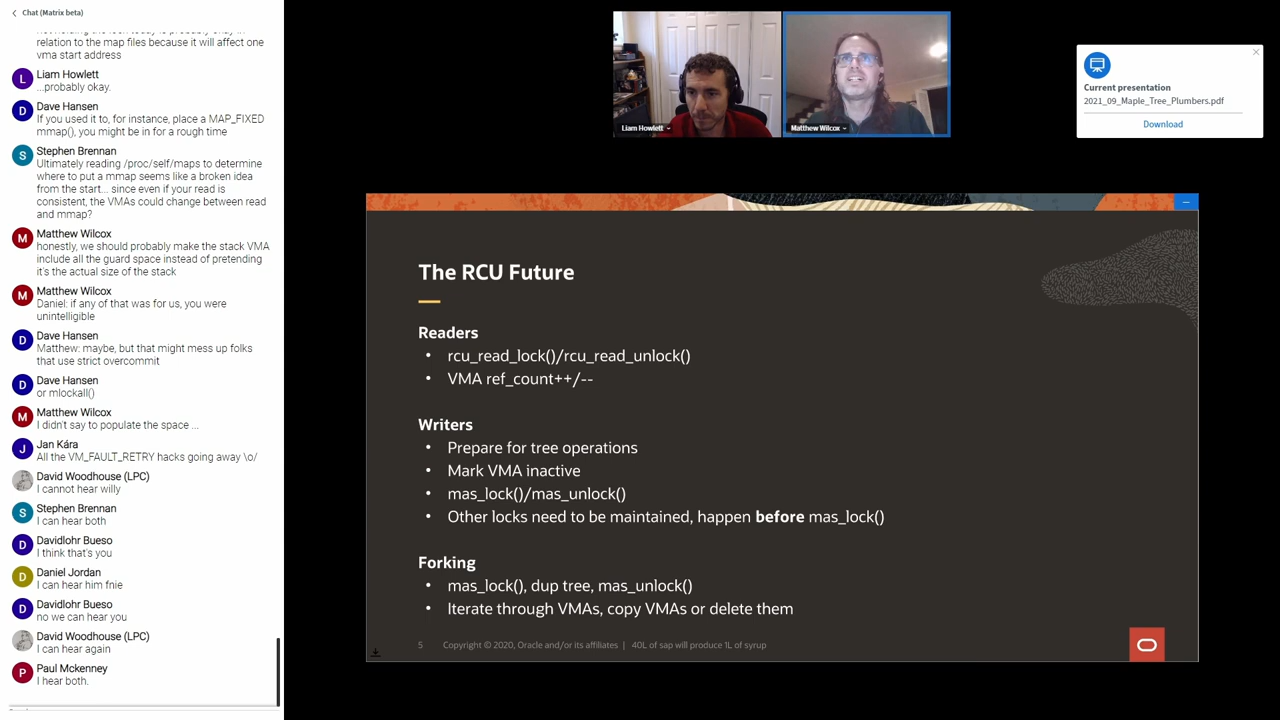 Chat (Matrix beta)
relation to the map files because it will affect one
vma start address
L
Liam Howlett
...probably okay.
D
Dave Hansen
If you used it to, for instance, place a MAP_FIXED
mmap(), you might be in for a rough time
S
Stephen Brennan
Ultimately reading /proc/self/maps to determine
where to put a mmap seems like a broken idea
from the start... since even if your read is
consistent, the VMAs could change between read
and mmap?
M
Matthew Wilcox
honestly, we should probably make the stack VMA
include all the guard space instead of pretending
it's the actual size of the stack
M
Matthew Wilcox
Daniel: if any of that was for us, you were
unintelligible
D
Dave Hansen
Matthew: maybe, but that might mess up folks
that use strict overcommit
D
Dave Hansen
or mlockall()
M
Matthew Wilcox
I didn't say to populate the space ...
J
Jan Kára
All the VM_FAULT_RETRY hacks going away \o/
David Woodhouse (LPC)
I cannot hear willy
S
Stephen Brennan
I can hear both
D
Davidlohr Bueso
I think that's you
D
Daniel Jordan
I can hear him fnie
D
Davidlohr Bueso
no we can hear you
David Woodhouse (LPC)
I can hear again
P
Paul Mckenney
I hear both.
Liam Howlett
Matthew Wilcox
Current presentation
2021_09_Maple_Tree_Plumbers.pdf
Download
The RCU Future
Readers
• rcu_read_lock()/rcu_read_unlock()
• VMA ref_count++/--
Writers
• Prepare for tree operations
• Mark VMA inactive
• mas_lock()/mas_unlock()
• Other locks need to be maintained, happen before mas_lock()
Forking
• mas_lock(), dup tree, mas_unlock()
• Iterate through VMAs, copy VMAs or delete them
5 Copyright © 2020, Oracle and/or its affiliates | 40L of sap will produce 1L of syrup